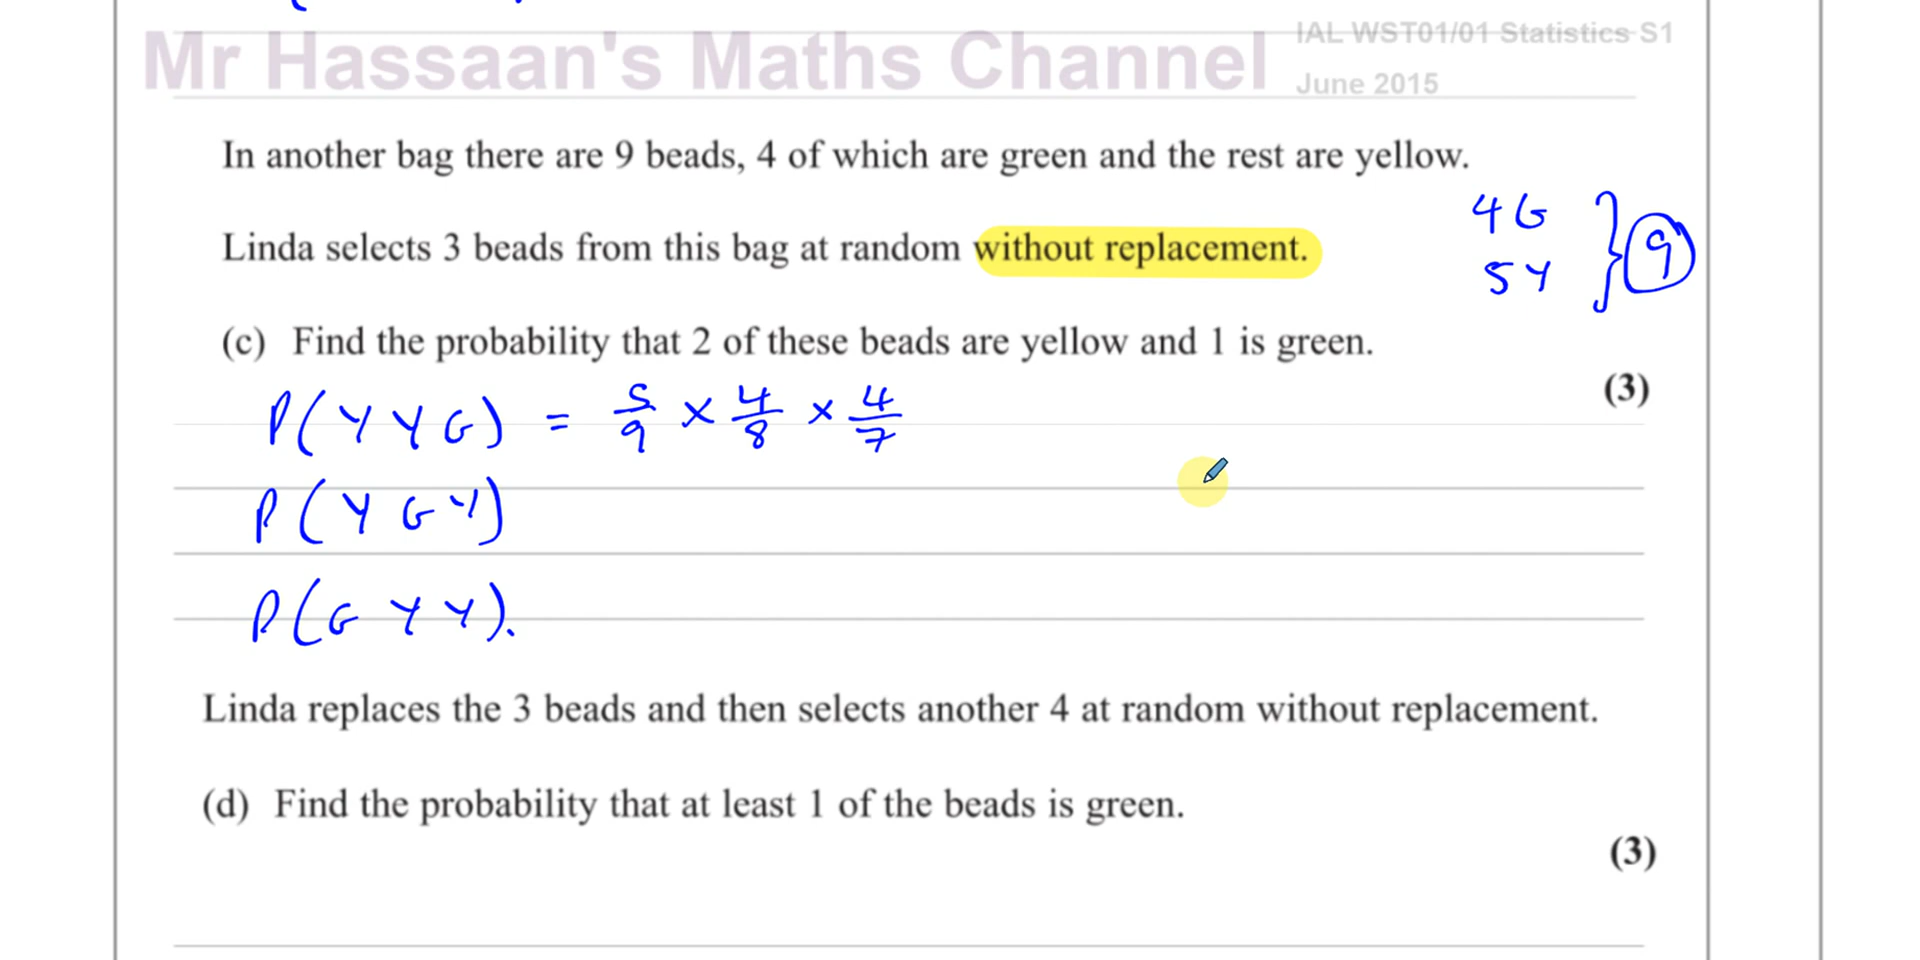 Mr Hassaan's Maths Channel
IAL WST01/01 Statistics S1
June 2015
In another bag there are 9 beads, 4 of which are green and the rest are yellow.
4G
Linda selects 3 beads from this bag at random without replacement.
5Y
9
(c) Find the probability that 2 of these beads are yellow and 1 is green.
(3)
P(YYG) = 5/9 × 4/8 × 4/7
P(YGY)
P(GYY).
Linda replaces the 3 beads and then selects another 4 at random without replacement.
(d) Find the probability that at least 1 of the beads is green.
(3)